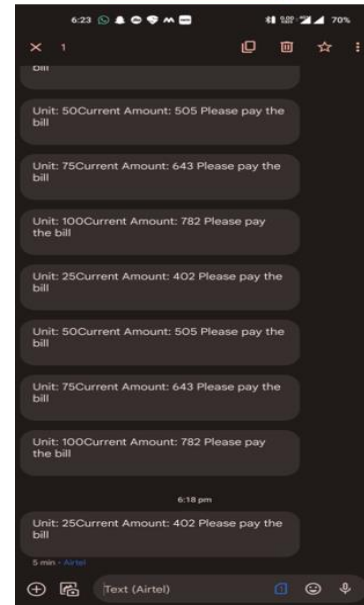 6:23
70%
1
bill
Unit: 50Current Amount: 505 Please pay the
bill
Unit: 75Current Amount: 643 Please pay the
bill
Unit: 100Current Amount: 782 Please pay
the bill
Unit: 25Current Amount: 402 Please pay the
bill
Unit: 50Current Amount: 505 Please pay the
bill
Unit: 75Current Amount: 643 Please pay the
bill
Unit: 100Current Amount: 782 Please pay
the bill
6:18 pm
Unit: 25Current Amount: 402 Please pay the
bill
5 min • Airtel
Text (Airtel)